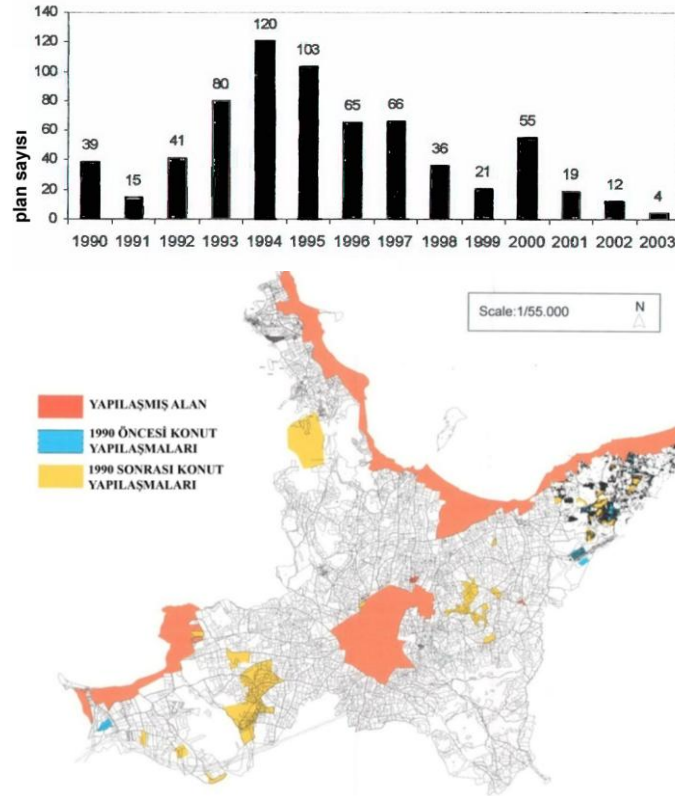 140
120
100
80
60
40
20
0
plan sayısı
39
15
41
80
120
103
65
66
36
21
55
19
12
4
1990 1991 1992 1993 1994 1995 1996 1997 1998 1999 2000 2001 2002 2003
Scale:1/55.000
N
YAPILAŞMIŞ ALAN
1990 ÖNCESİ KONUT
YAPILAŞMALARI
1990 SONRASI KONUT
YAPILAŞMALARI